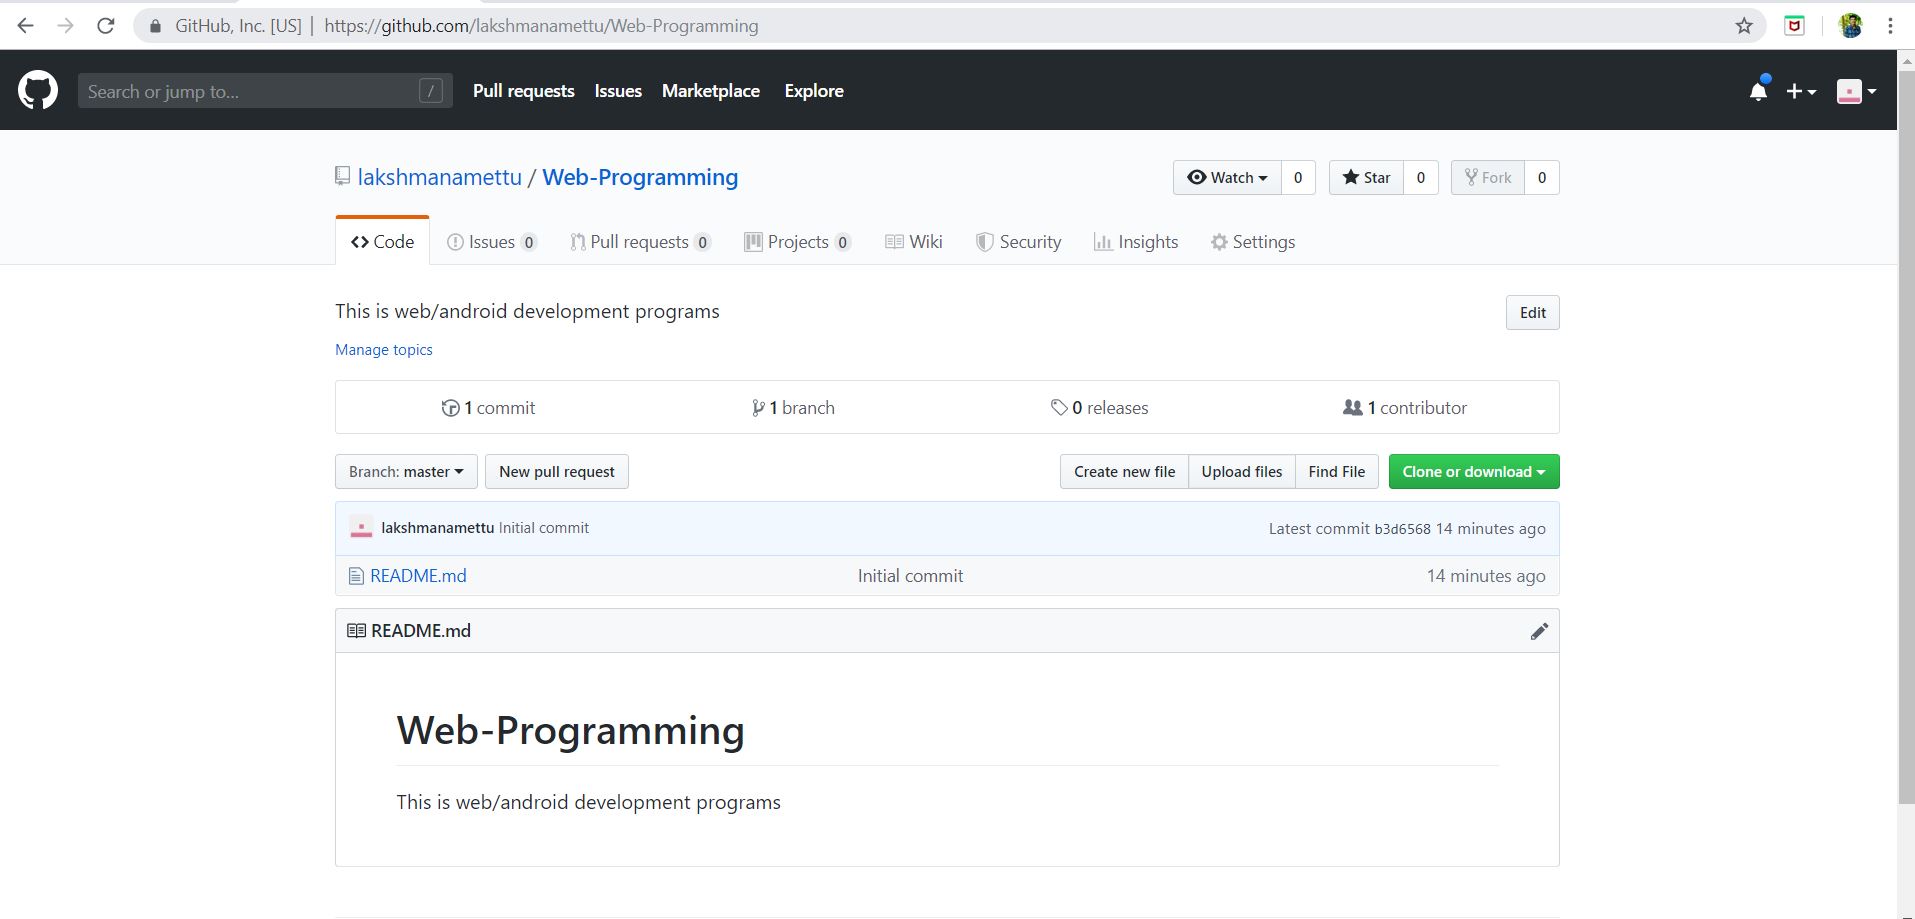 GitHub, Inc. [US] | https://github.com/lakshmanamettu/Web-Programming
Search or jump to... / Pull requests Issues Marketplace Explore
lakshmanamettu / Web-Programming Watch 0 Star 0 Fork 0
Code Issues 0 Pull requests 0 Projects 0 Wiki Security Insights Settings
This is web/android development programs Edit
Manage topics
1 commit 1 branch 0 releases 1 contributor
Branch: master New pull request Create new file Upload files Find File Clone or download
lakshmanamettu Initial commit Latest commit b3d6568 14 minutes ago
README.md Initial commit 14 minutes ago
README.md
Web-Programming
This is web/android development programs